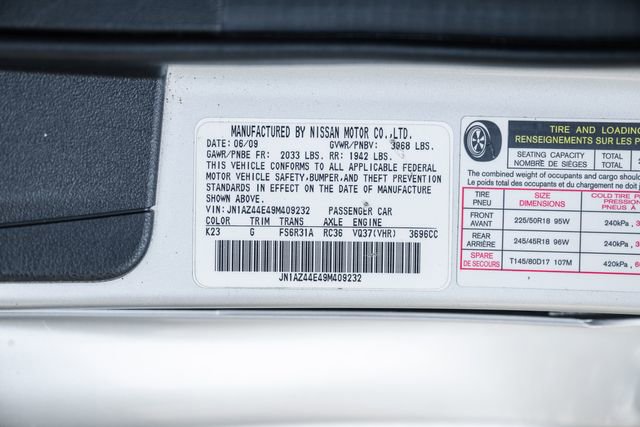 MANUFACTURED BY NISSAN MOTOR CO.,LTD.
DATE: 06/09 GVWR/PNBV: 3968 LBS.
GAWR/PNBE FR: 2033 LBS. RR: 1942 LBS.
THIS VEHICLE CONFORMS TO ALL APPLICABLE FEDERAL
MOTOR VEHICLE SAFETY,BUMPER,AND THEFT PREVENTION
STANDARDS IN EFFECT ON THE DATE OF MANUFACTURE
SHOWN ABOVE.
VIN: JN1AZ44E49M409232 PASSENGER CAR
COLOR TRIM TRANS AXLE ENGINE
K23 G FS6R31A RC36 VQ37(VHR) 3696CC
JN1AZ44E49M409232
TIRE AND LOADING
RENSEIGNEMENTS SUR LES
SEATING CAPACITY TOTAL
NOMBRE DE SIÈGES TOTAL
The combined weight of occupants and cargo should
Le poids total des occupants et du chargement ne doit
TIRE SIZE COLD TIRE
PNEU DIMENSIONS PRESSION
PNEUS À
FRONT
AVANT 225/50R18 95W 240kPa,
REAR
ARRIÈRE 245/45R18 96W 240kPa,
SPARE
DE SECOURS T145/80D17 107M 420kPa,